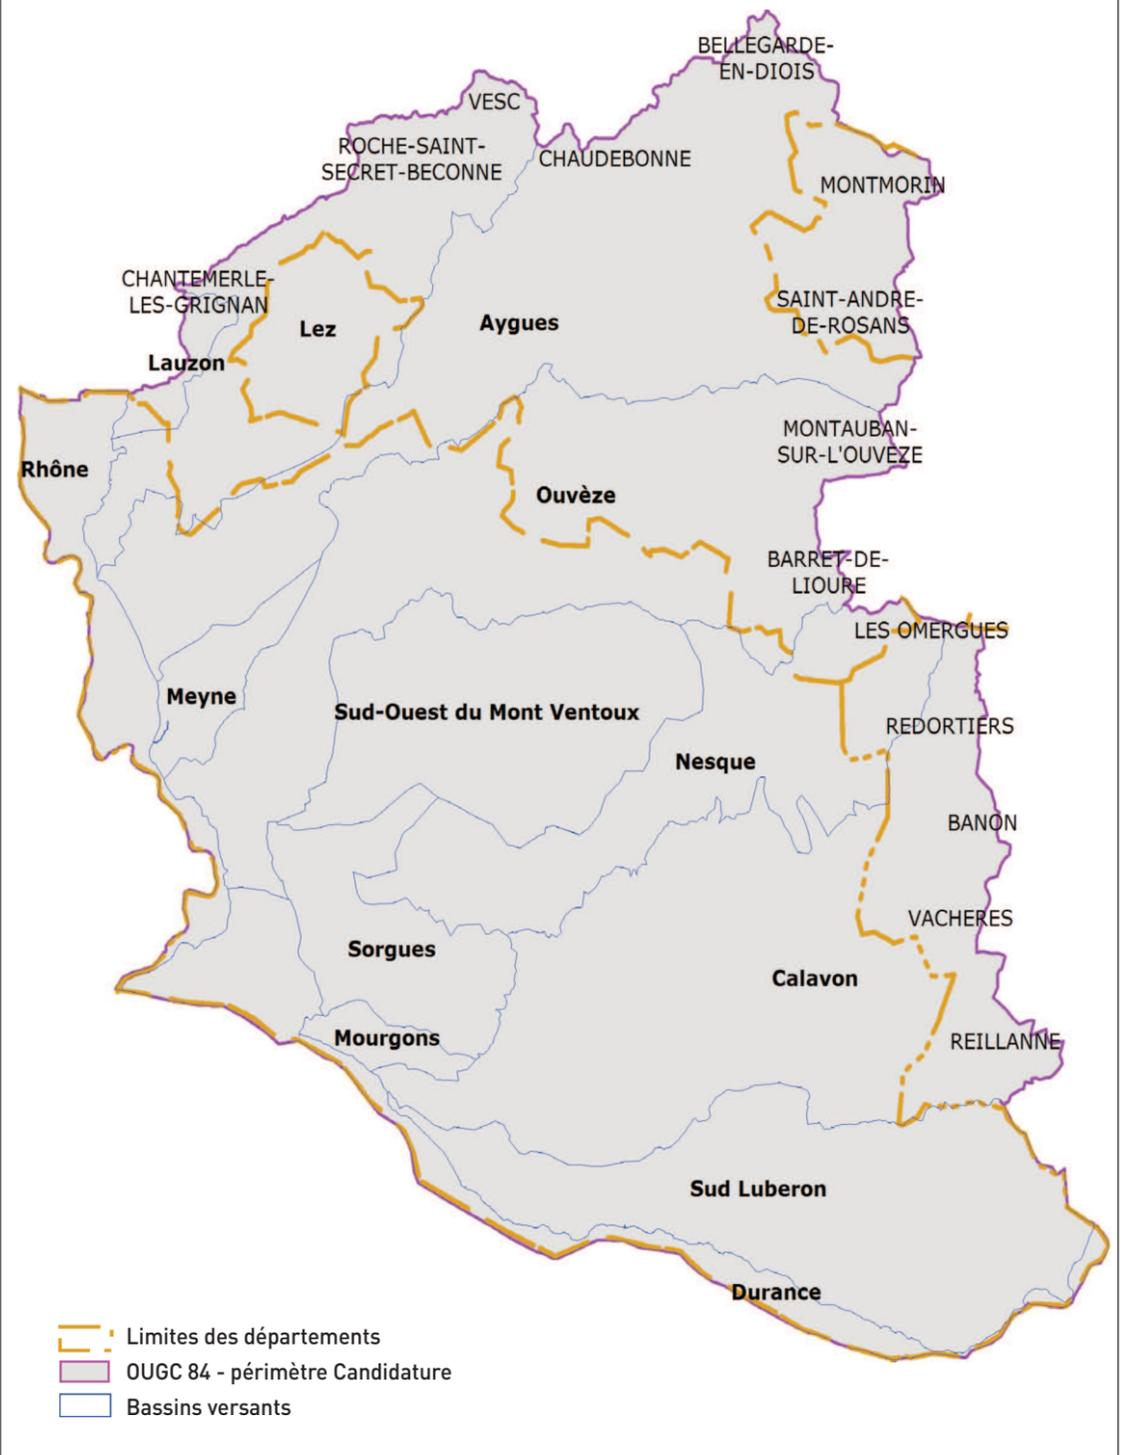 BELLEGARDE-
EN-DIOIS
VESC
ROCHE-SAINT-
SECRET-BECONNE
CHAUDEBONNE
MONTMORIN
CHANTEMERLE-
LES-GRIGNAN
SAINT-ANDRE-
DE-ROSANS
Lez
Aygues
Lauzon
MONTAUBAN-
SUR-L'OUVEZE
Rhône
Ouvèze
BARRET-DE-
LIOURE
LES OMERGUES
Meyne
Sud-Ouest du Mont Ventoux
REDORTIERS
Nesque
BANON
VACHERES
Sorgues
Calavon
Mourgons
REILLANNE
Sud Luberon
Durance
Limites des départements
OUGC 84 - périmètre Candidature
Bassins versants